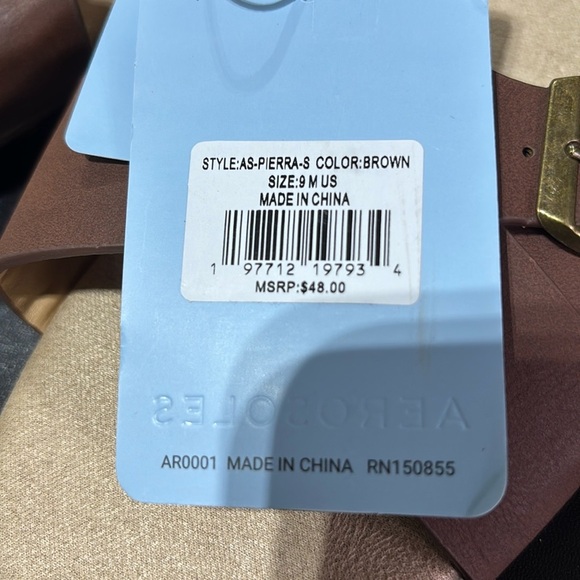 STYLE:AS-PIERRA-S COLOR:BROWN
SIZE:9 M US
MADE IN CHINA
1 97712 19793 4
MSRP:$48.00
AEROSOLES
AR0001 MADE IN CHINA RN150855